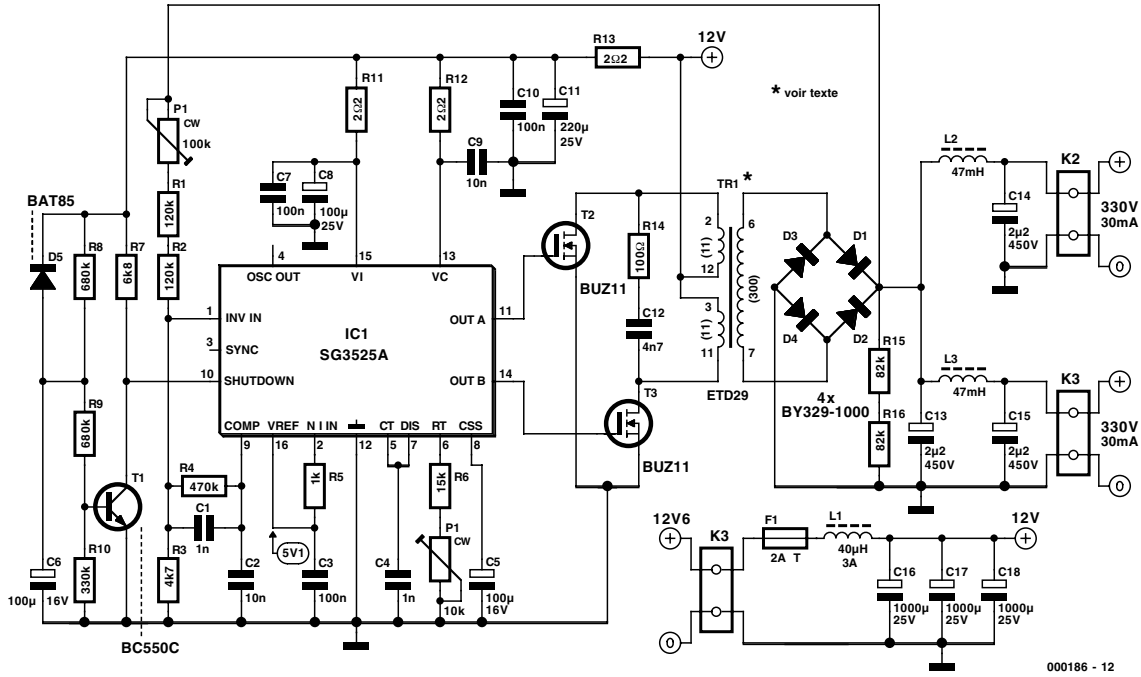 12V
R13
2Ω2
* voir texte
P1
CW
100k
R11
2Ω2
R12
2Ω2
C10
100n
C11
220µ
25V
C9
10n
C7
100n
C8
100µ
25V
BAT85
D5
R8
680k
R7
6k8
R1
120k
R2
120k
TR1
*
T2
BUZ11
R14
100Ω
C12
4n7
2
(11)
12
3
(11)
11
6
(300)
7
ETD29
D3
D1
D4
D2
4x
BY329-1000
L2
47mH
C14
2µ2
450V
K2
+
330V
30mA
0
4
OSC OUT
15
VI
13
VC
1
INV IN
3
SYNC
10
SHUTDOWN
IC1
SG3525A
OUT A
11
OUT B
14
COMP
9
VREF
16
N I IN
2
12
CT
5
DIS
7
RT
6
CSS
8
T3
BUZ11
R15
82k
R16
82k
L3
47mH
C13
2µ2
450V
C15
2µ2
450V
K3
+
330V
30mA
0
R9
680k
T1
R10
330k
C6
100µ
16V
BC550C
R4
470k
C1
1n
R3
4k7
C2
10n
5V1
R5
1k
C3
100n
C4
1n
R6
15k
P1
CW
10k
C5
100µ
16V
12V6
+
K3
0
F1
2A T
L1
40µH
3A
12V
+
C16
1000µ
25V
C17
1000µ
25V
C18
1000µ
25V
000186 - 12